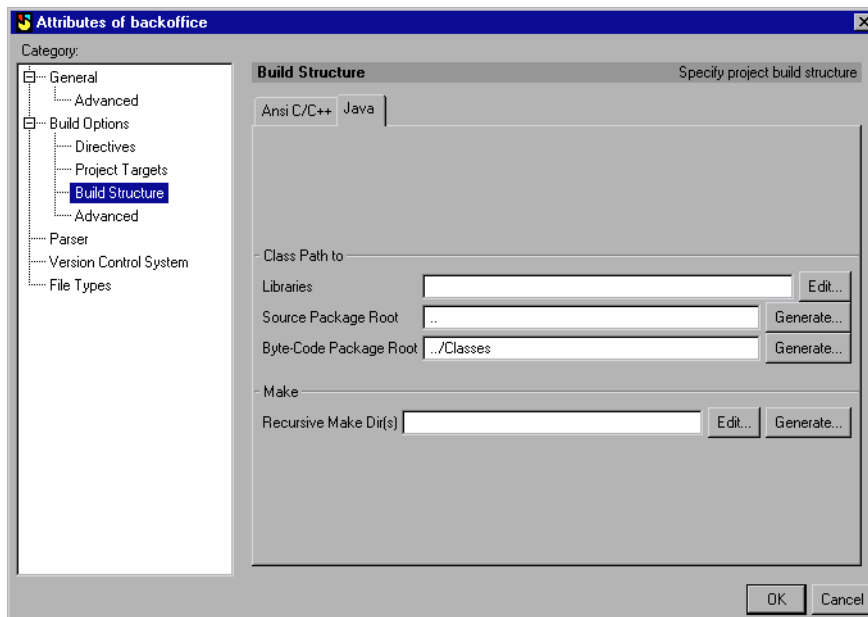 Attributes of backoffice
Category:
General
Advanced
Build Options
Directives
Project Targets
Build Structure
Advanced
Parser
Version Control System
File Types
Build Structure Specify project build structure
Ansi C/C++ Java
Class Path to
Libraries Edit...
Source Package Root .. Generate...
Byte-Code Package Root ../Classes Generate...
Make
Recursive Make Dir(s) Edit... Generate...
OK Cancel